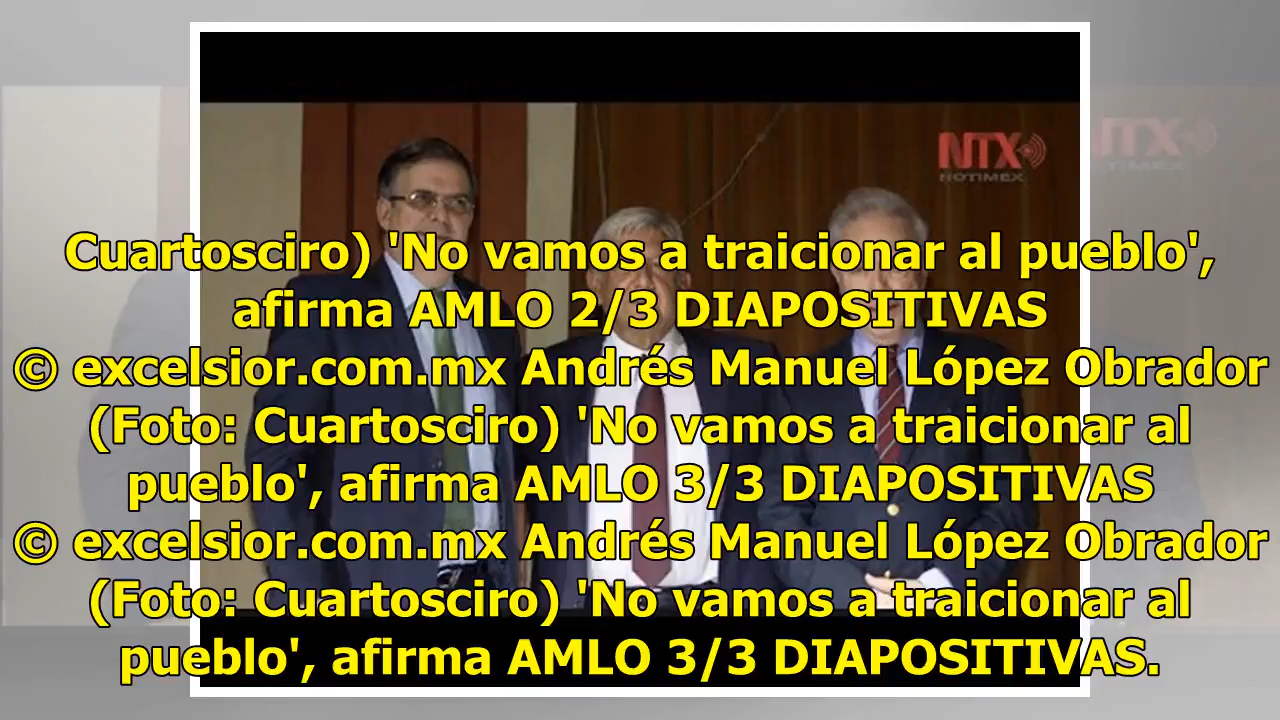 NTX
NOTIMEX
NTX
NOTIMEX
Cuartosciro) 'No vamos a traicionar al pueblo',
afirma AMLO 2/3 DIAPOSITIVAS
© excelsior.com.mx Andrés Manuel López Obrador
(Foto: Cuartosciro) 'No vamos a traicionar al
pueblo', afirma AMLO 3/3 DIAPOSITIVAS
© excelsior.com.mx Andrés Manuel López Obrador
(Foto: Cuartosciro) 'No vamos a traicionar al
pueblo', afirma AMLO 3/3 DIAPOSITIVAS.